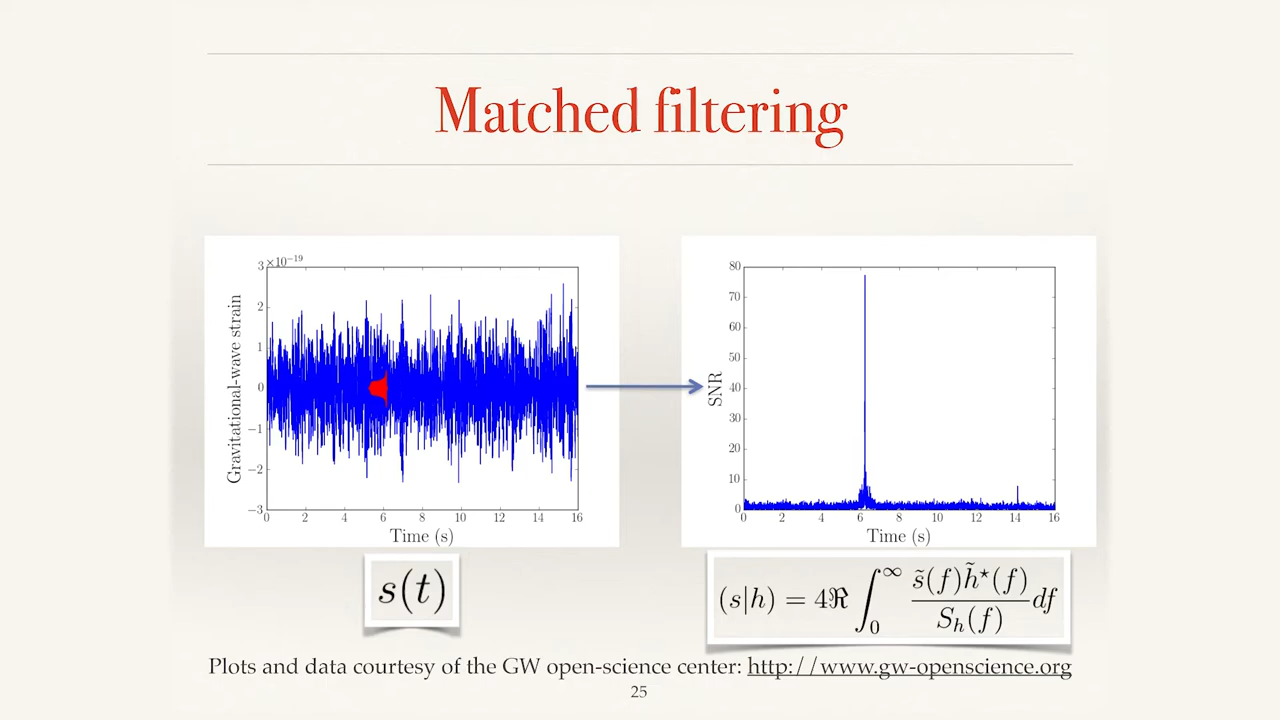 Matched filtering
3 ×10⁻¹⁹
2
1
0
−1
−2
−3
Gravitational-wave strain
0 2 4 6 8 10 12 14 16
Time (s)
80
70
60
50
40
30
20
10
0
SNR
0 2 4 6 8 10 12 14 16
Time (s)
s(t)
(s|h) = 4ℜ ∫₀^∞ s̃(f)h̃⋆(f) / Sₕ(f) df
Plots and data courtesy of the GW open-science center: http://www.gw-openscience.org
25